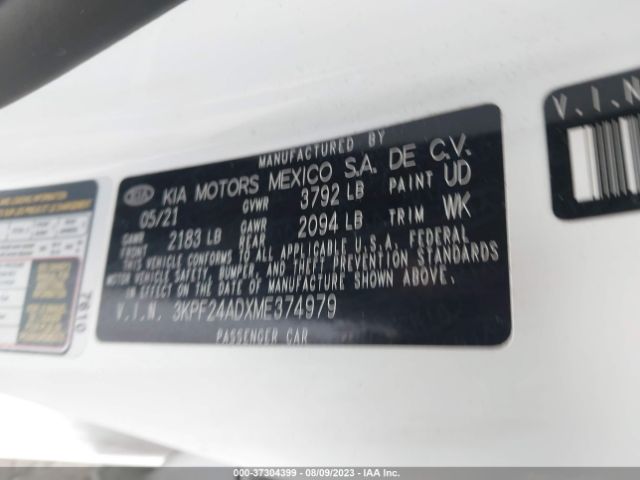 MANUFACTURED BY
KIA KIA MOTORS MEXICO S.A. DE C.V.
05/21 GVWR 3792 LB PAINT UD
GAWR FRONT 2183 LB GAWR REAR 2094 LB TRIM WK
THIS VEHICLE CONFORMS TO ALL APPLICABLE U.S.A. FEDERAL
MOTOR VEHICLE SAFETY, BUMPER, AND THEFT PREVENTION STANDARDS
IN EFFECT ON THE DATE OF MANUFACTURE SHOWN ABOVE.
V.I.N. 3KPF24ADXME374979
PASSENGER CAR
7810
V.I.N
000-37304399 - 08/09/2023 - IAA Inc.